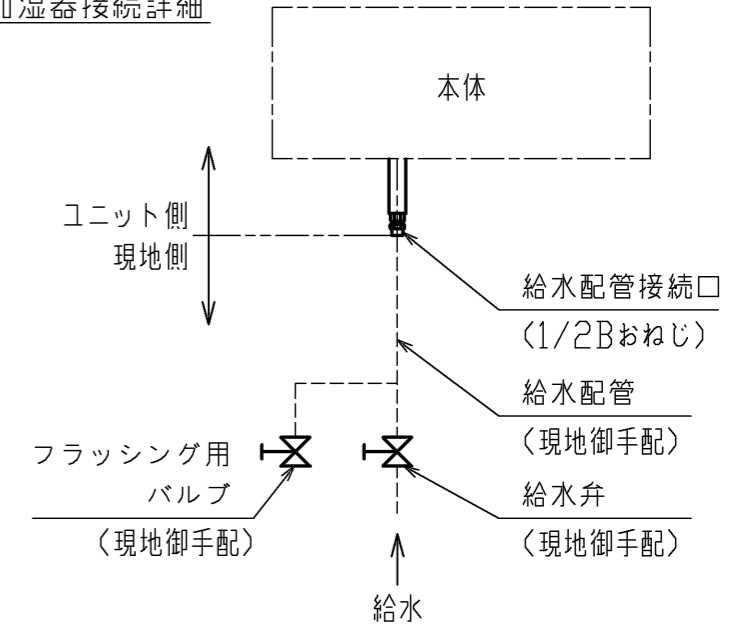 加湿器接続詳細
本体
ユニット側
現地側
給水配管接続口
(1/2Bおねじ)
給水配管
(現地御手配)
フラッシング用
バルブ
(現地御手配)
給水弁
(現地御手配)
給水